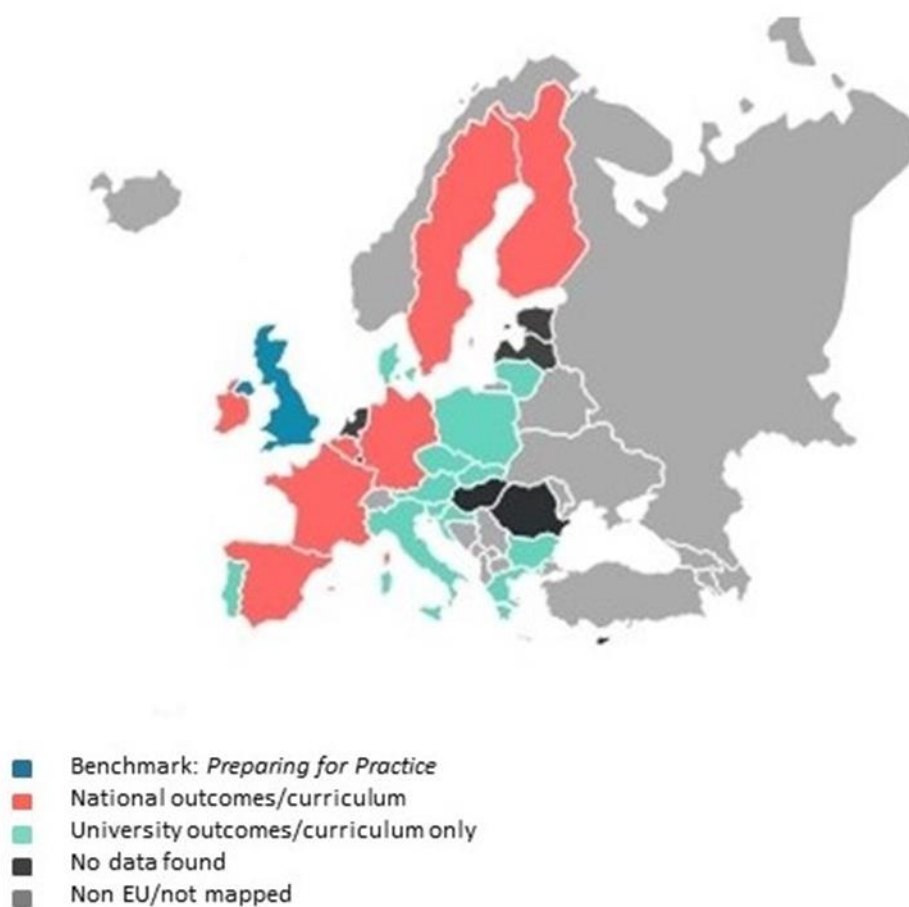 Benchmark: Preparing for Practice
National outcomes/curriculum
University outcomes/curriculum only
No data found
Non EU/not mapped